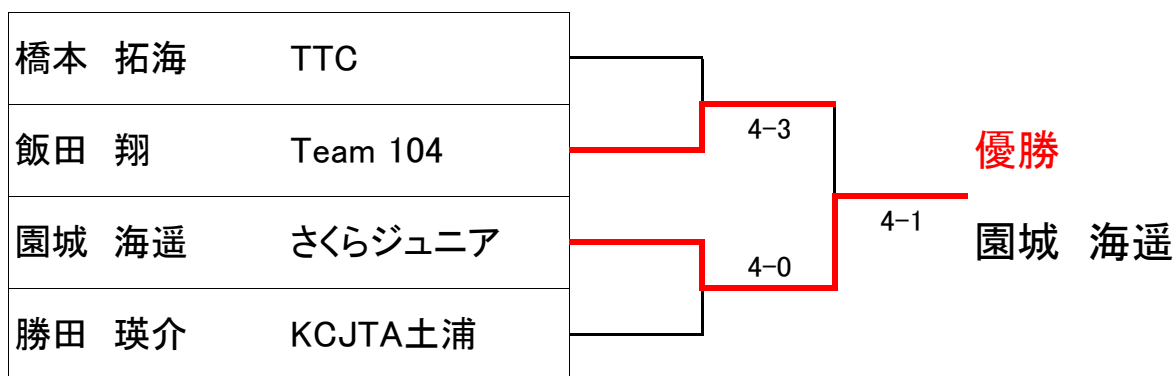 橋本 拓海 TTC
飯田 翔 Team 104
園城 海遥 さくらジュニア
勝田 瑛介 KCJTA土浦
4-3
4-0
4-1
優勝
園城 海遥